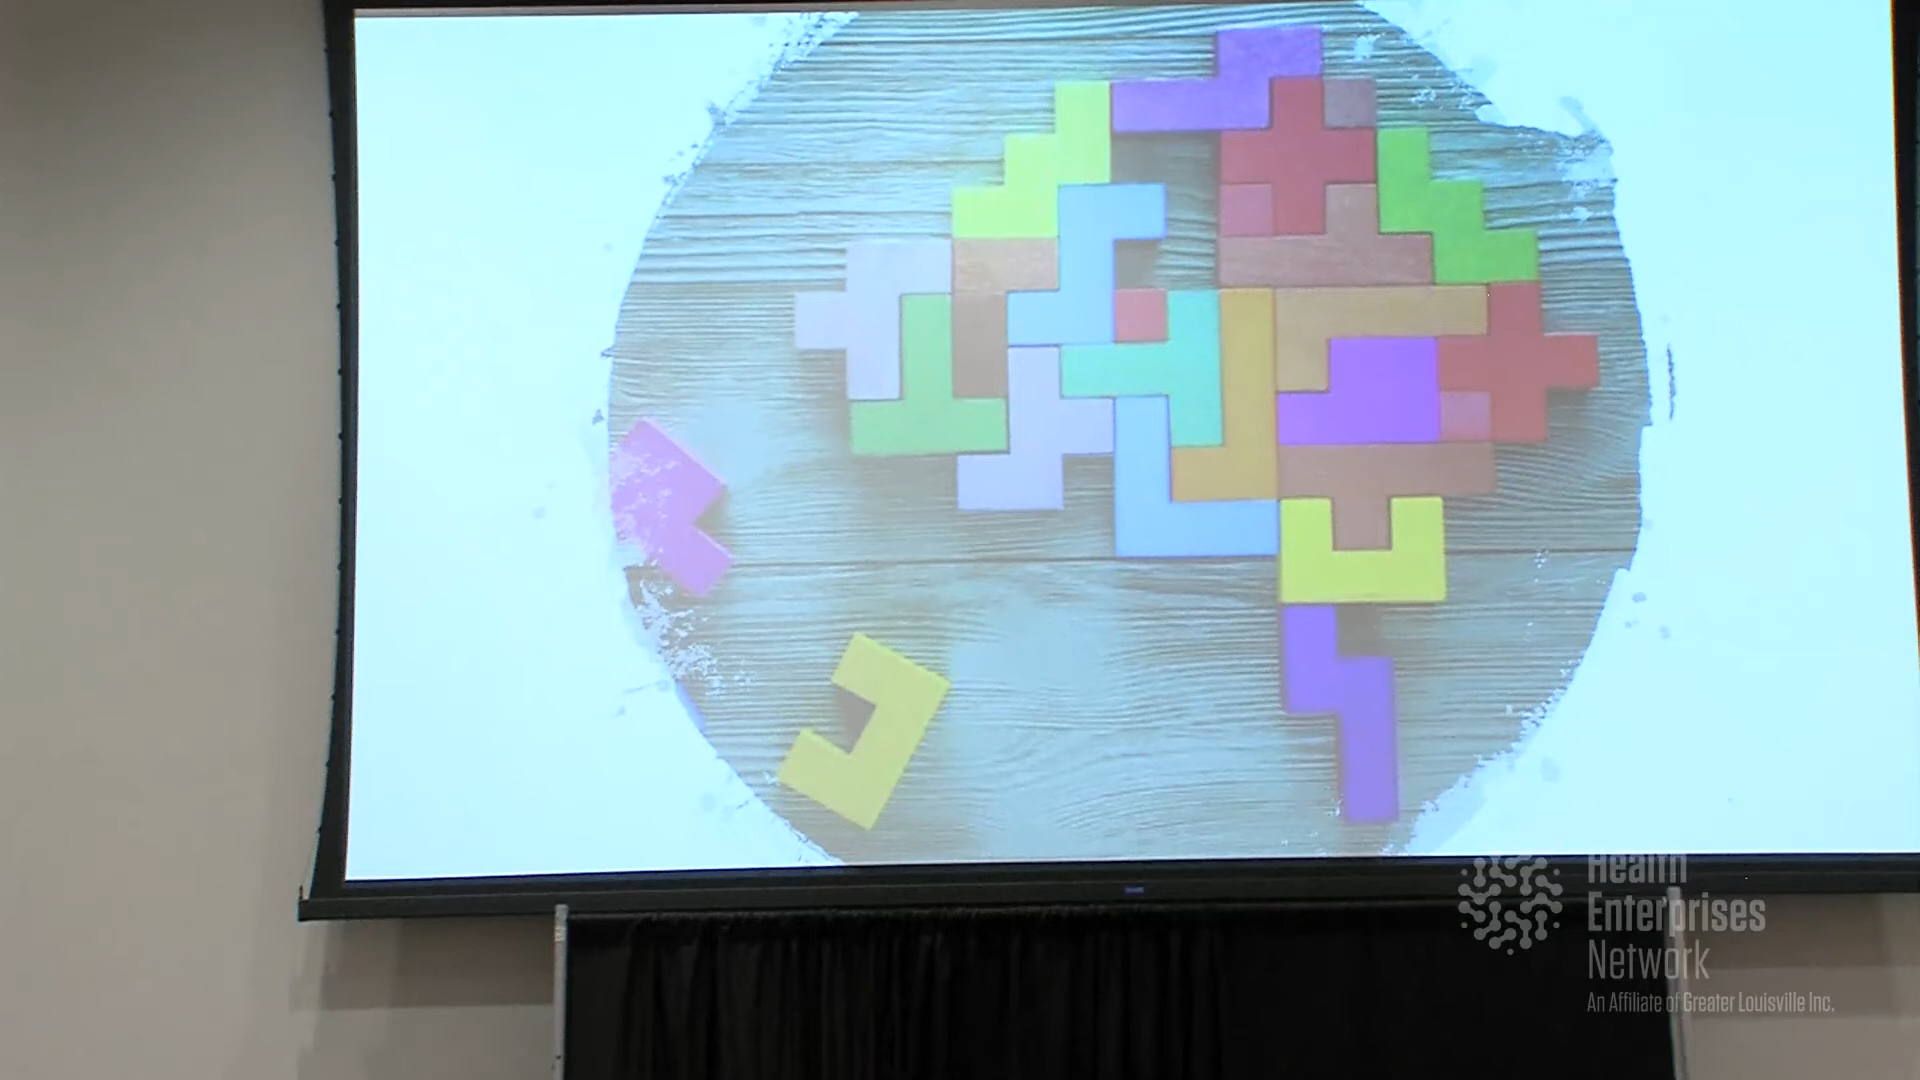 Health
Enterprises
Network
An Affiliate of Greater Louisville Inc.